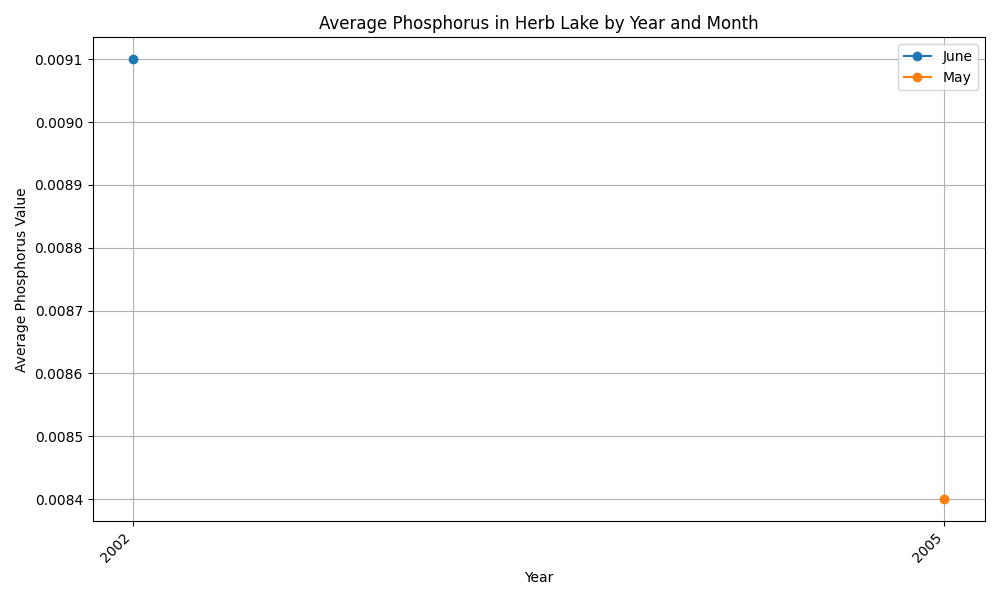 Average Phosphorus in Herb Lake by Year and Month
June
May
Average Phosphorus Value
0.0091
0.0090
0.0089
0.0088
0.0087
0.0086
0.0085
0.0084
2002
2005
Year